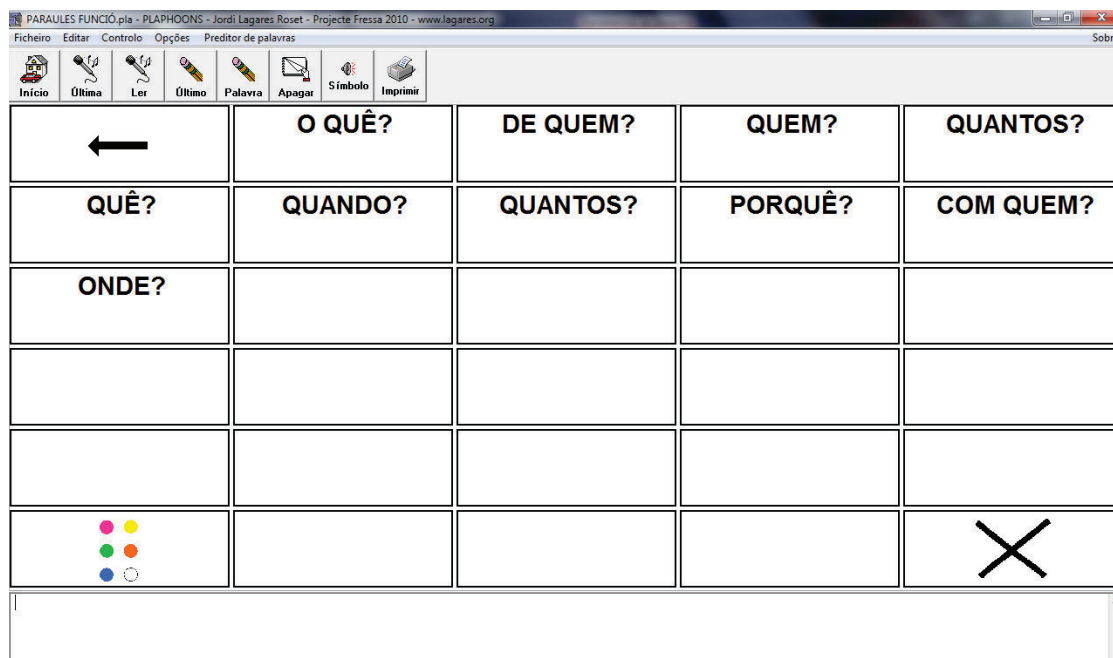 PARAULES FUNCIÓ.pla - PLAPHOONS - Jordi Lagares Roset - Projecte Fressa 2010 - www.lagares.org
Ficheiro Editar Controlo Opções Preditor de palavras Sobr
Início Última Ler Último Palavra Apagar Símbolo Imprimir
O QUÊ? DE QUEM? QUEM? QUANTOS?
QUÊ? QUANDO? QUANTOS? PORQUÊ? COM QUEM?
ONDE?